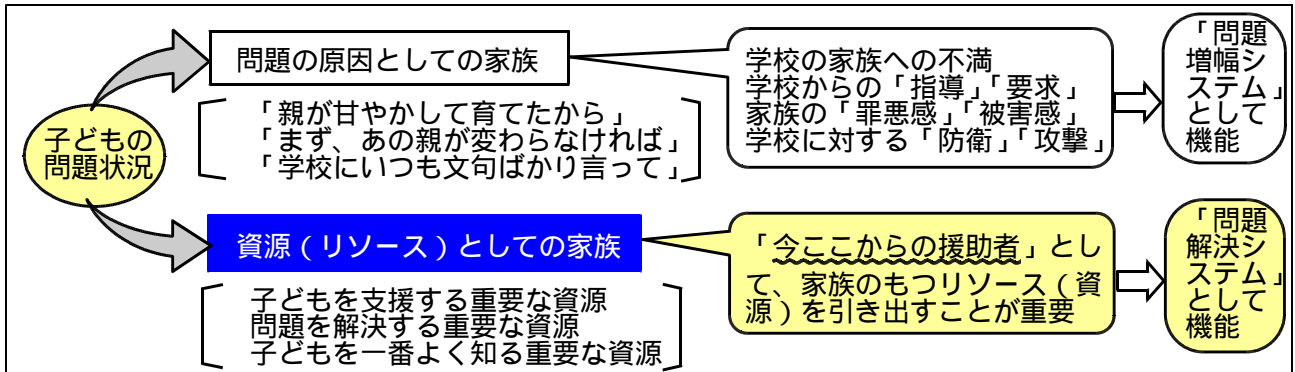 子どもの
問題状況
問題の原因としての家族
「親が甘やかして育てたから」
「まず、あの親が変わらなければ」
「学校にいつも文句ばかり言って」
学校の家族への不満
学校からの「指導」「要求」
家族の「罪悪感」「被害感」
学校に対する「防衛」「攻撃」
「問題
増幅シ
ステム」
として
機能
資源(リソース)としての家族
子どもを支援する重要な資源
問題を解決する重要な資源
子どもを一番よく知る重要な資源
「今ここからの援助者」とし
て、家族のもつリソース(資
源)を引き出すことが重要
「問題
解決シ
ステム」
として
機能